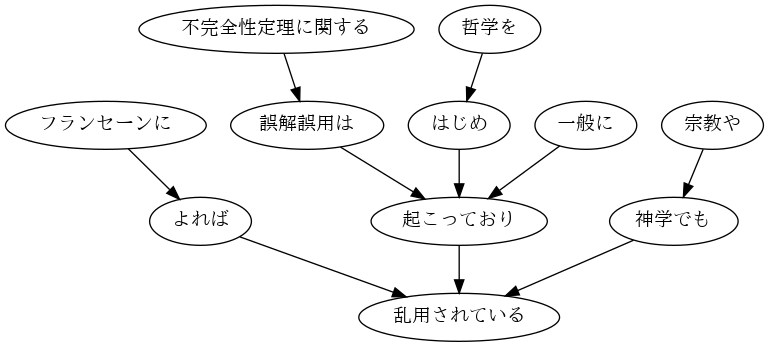 不完全性定理に関する
哲学を
フランセーンに
誤解誤用は
はじめ
一般に
宗教や
よれば
起こっており
神学でも
乱用されている